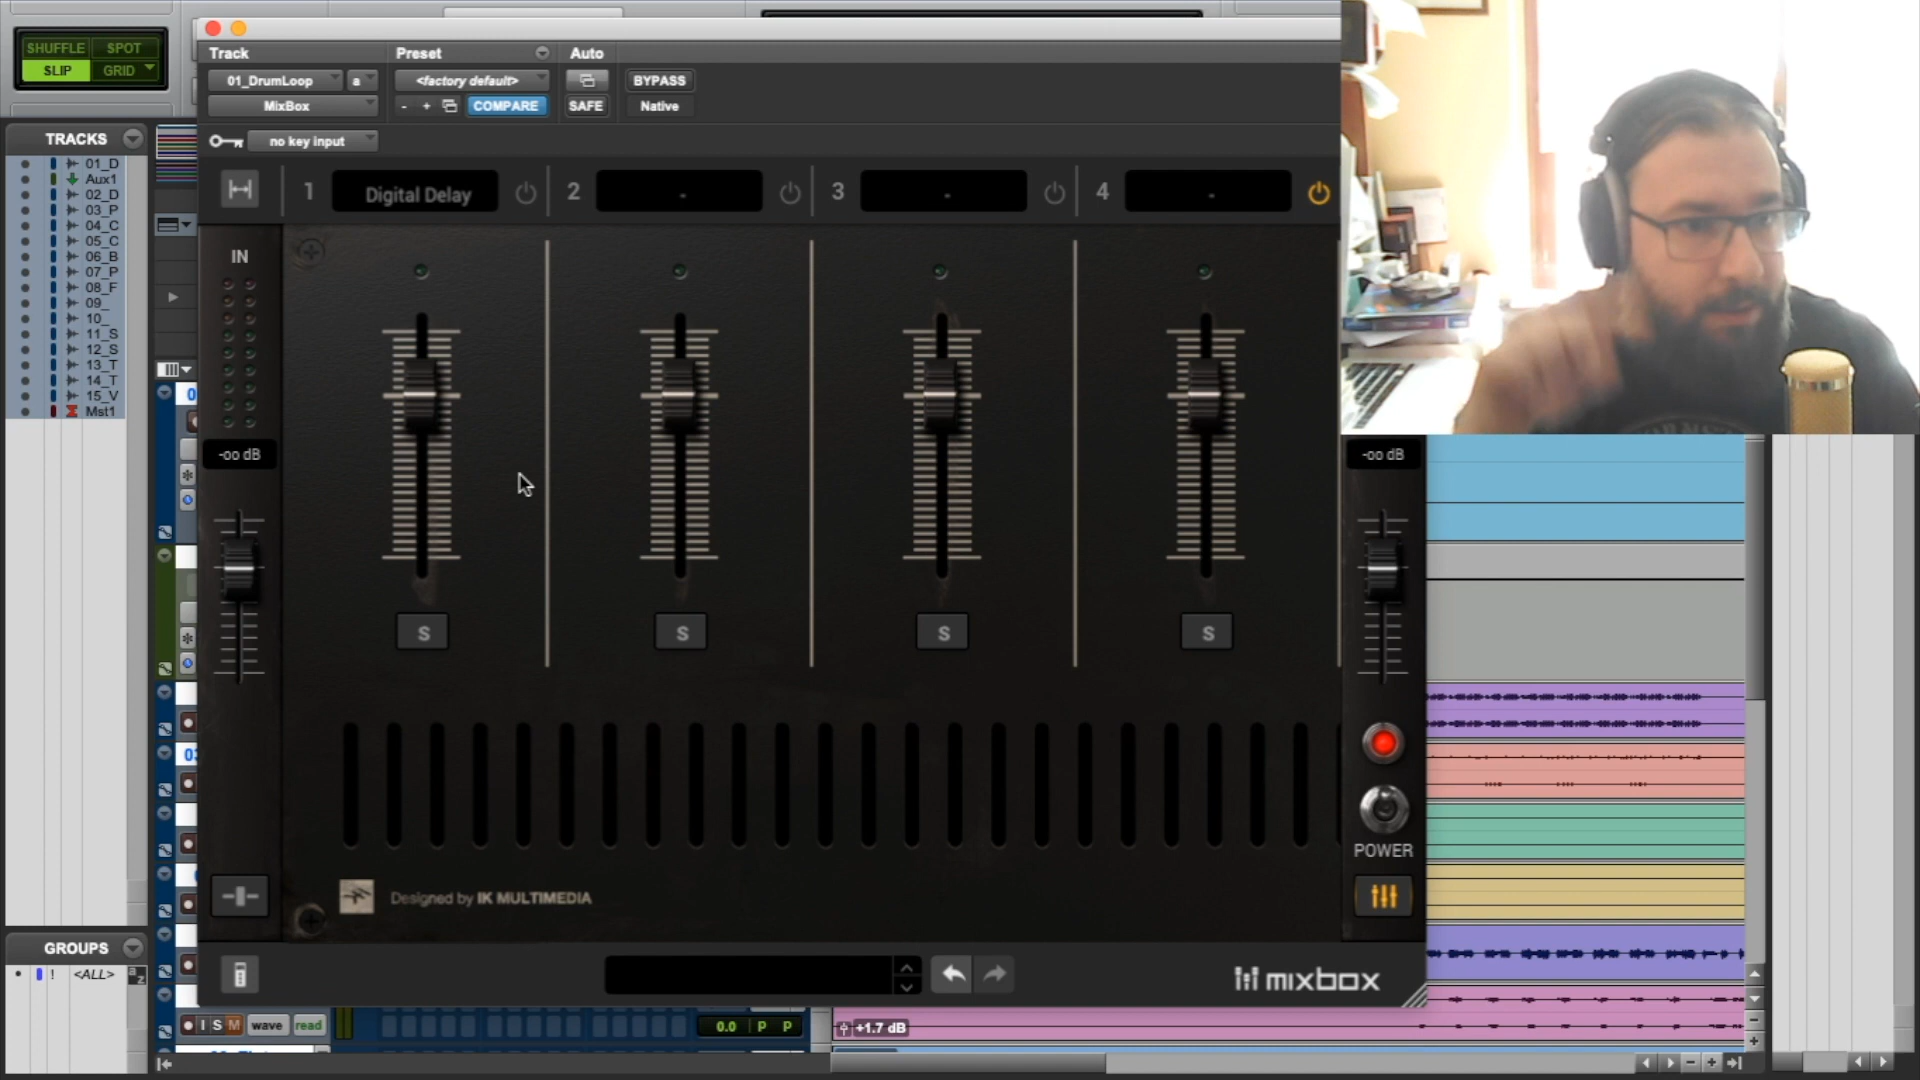 SHUFFLE SPOT
SLIP GRID
Track Preset Auto
01_DrumLoop a <factory default> BYPASS
MixBox - + COMPARE SAFE Native
no key input
TRACKS
01_D
Aux1
02_D
03_P
04_C
05_C
06_B
07_P
08_F
09_
10_
11_S
12_S
13_T
14_T
15_V
Mst1
1 Digital Delay 2 - 3 - 4 -
IN
-oo dB -oo dB
S S S S
POWER
Designed by IK MULTIMEDIA
mixbox
GROUPS
! <ALL> a z
I S M wave read 0.0 P P +1.7 dB